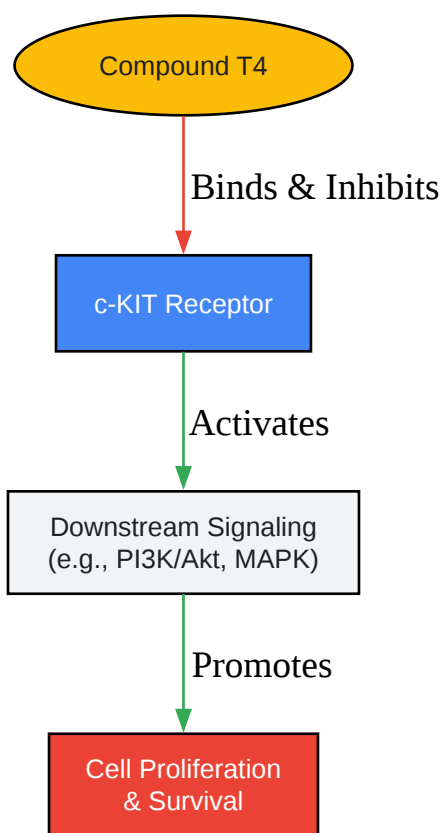 Compound T4
Binds & Inhibits
c-KIT Receptor
Activates
Downstream Signaling
(e.g., PI3K/Akt, MAPK)
Promotes
Cell Proliferation
& Survival